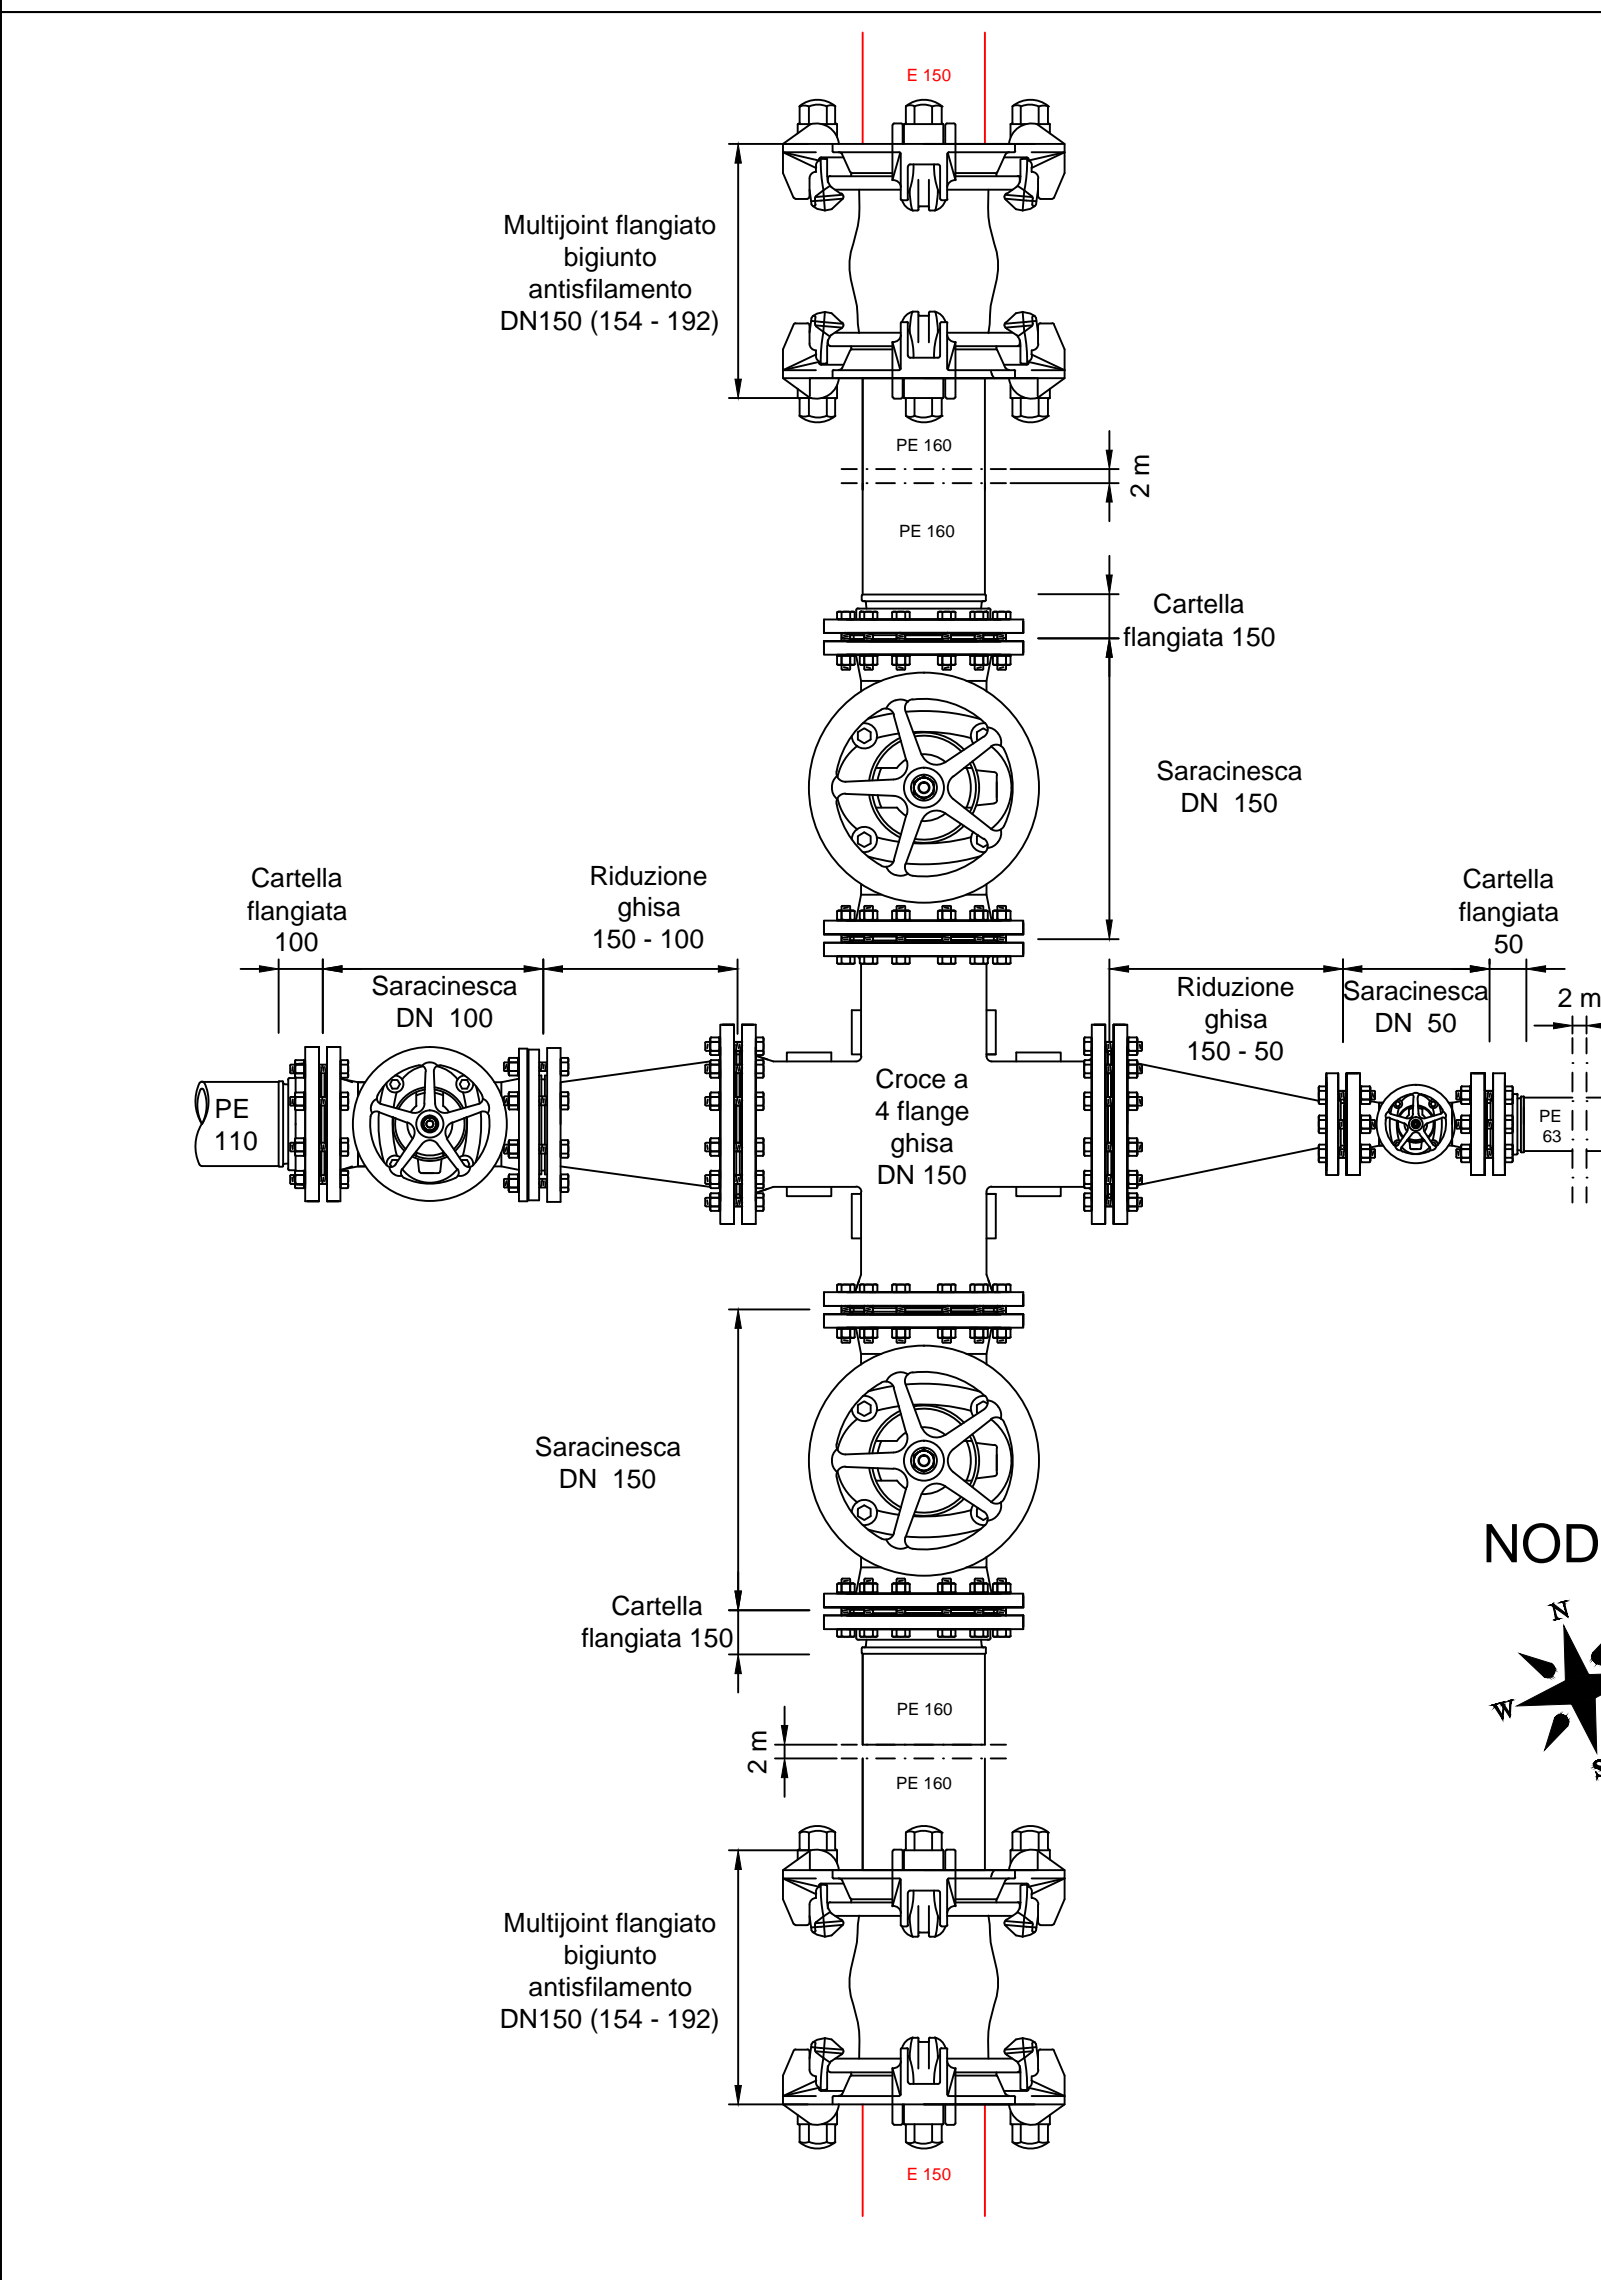 E 150
Multijoint flangiato
bigiunto
antisfilamento
DN150 (154 - 192)
PE 160
2 m
PE 160
Cartella
flangiata 150
Saracinesca
DN 150
Cartella
flangiata
100
Riduzione
ghisa
150 - 100
Cartella
flangiata
50
Saracinesca
DN 100
Riduzione
ghisa
150 - 50
Saracinesca
DN 50
2 m
PE
110
Croce a
4 flange
ghisa
DN 150
PE
63
Saracinesca
DN 150
NOD
Cartella
flangiata 150
N
W
S
PE 160
2 m
PE 160
Multijoint flangiato
bigiunto
antisfilamento
DN150 (154 - 192)
E 150